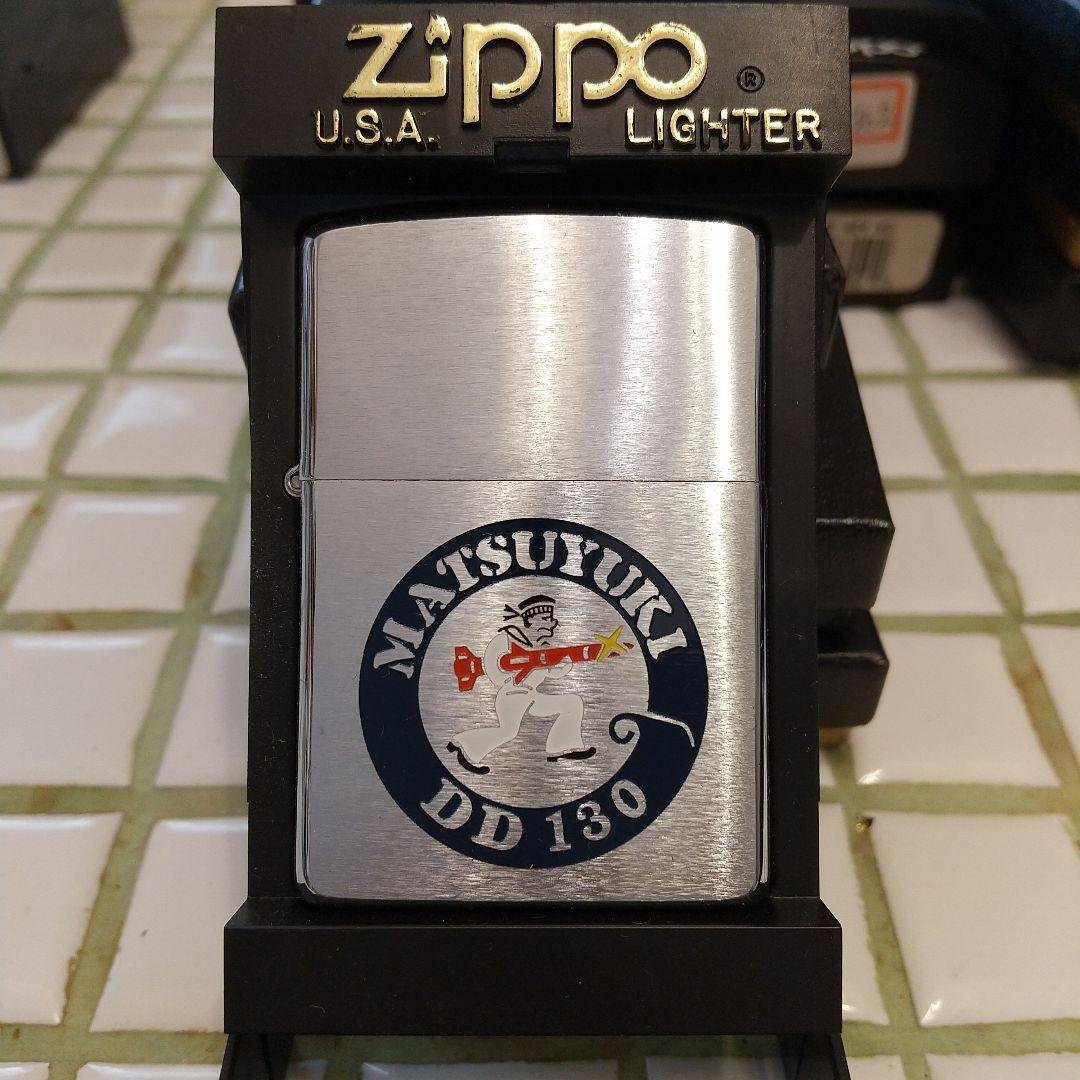 Zippo ®
U.S.A. LIGHTER
MATSUYUKI
DD 130